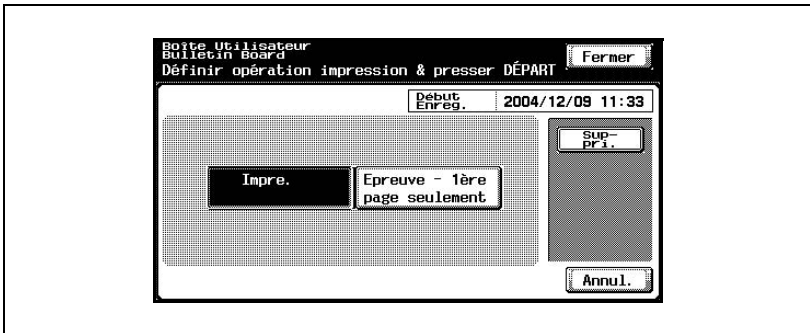 Boîte Utilisateur
Bulletin Board
Définir opération impression & presser DÉPART
Fermer
Début
Enreg.
2004/12/09 11:33
Sup-
pri.
Impre.
Epreuve - 1ère
page seulement
Annul.